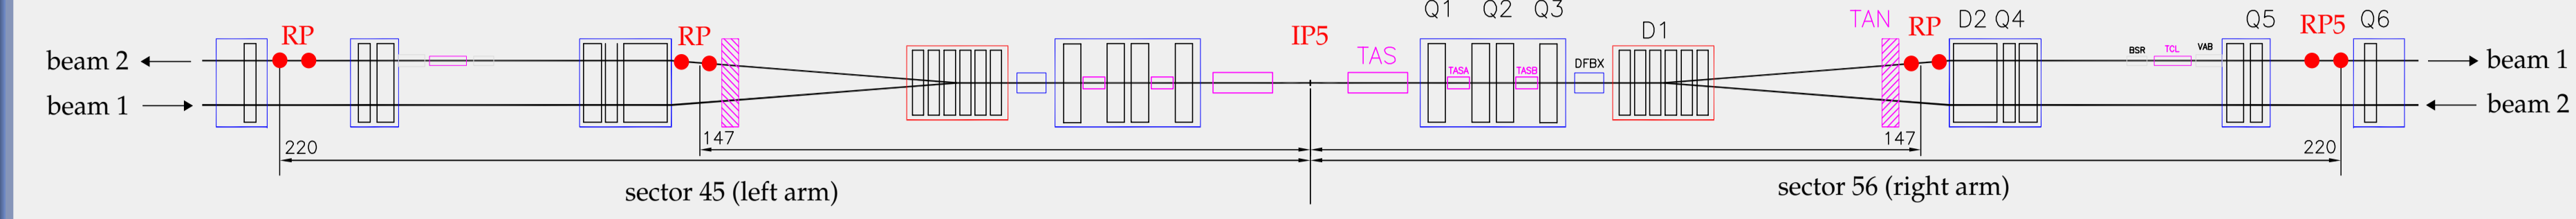 Q1 Q2 Q3
RP RP IP5 TAS D1 TAN RP D2 Q4 Q5 RP5 Q6
beam 2 TASA TASB DFBX BSR TCL VAB beam 1
beam 1 beam 2
147 147
220 220
sector 45 (left arm) sector 56 (right arm)